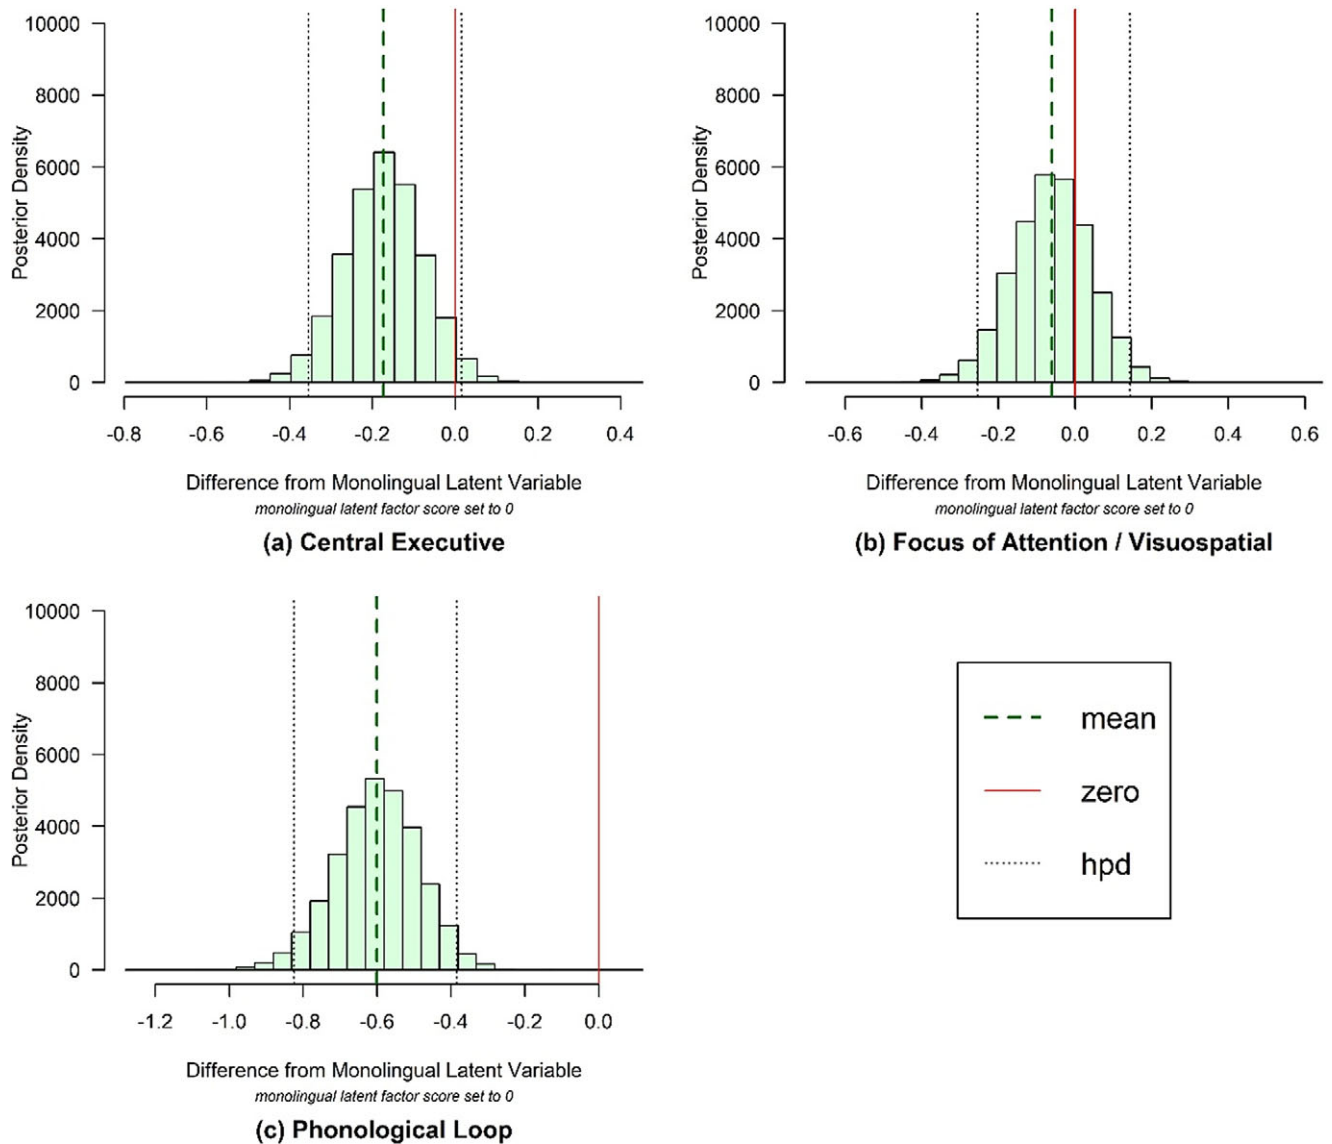 10000
8000
6000
4000
2000
0
Posterior Density
-0.8 -0.6 -0.4 -0.2 0.0 0.2 0.4
Difference from Monolingual Latent Variable
monolingual latent factor score set to 0
(a) Central Executive
10000
8000
6000
4000
2000
0
Posterior Density
-0.6 -0.4 -0.2 0.0 0.2 0.4 0.6
Difference from Monolingual Latent Variable
monolingual latent factor score set to 0
(b) Focus of Attention / Visuospatial
10000
8000
6000
4000
2000
0
Posterior Density
-1.2 -1.0 -0.8 -0.6 -0.4 -0.2 0.0
Difference from Monolingual Latent Variable
monolingual latent factor score set to 0
(c) Phonological Loop
mean
zero
hpd